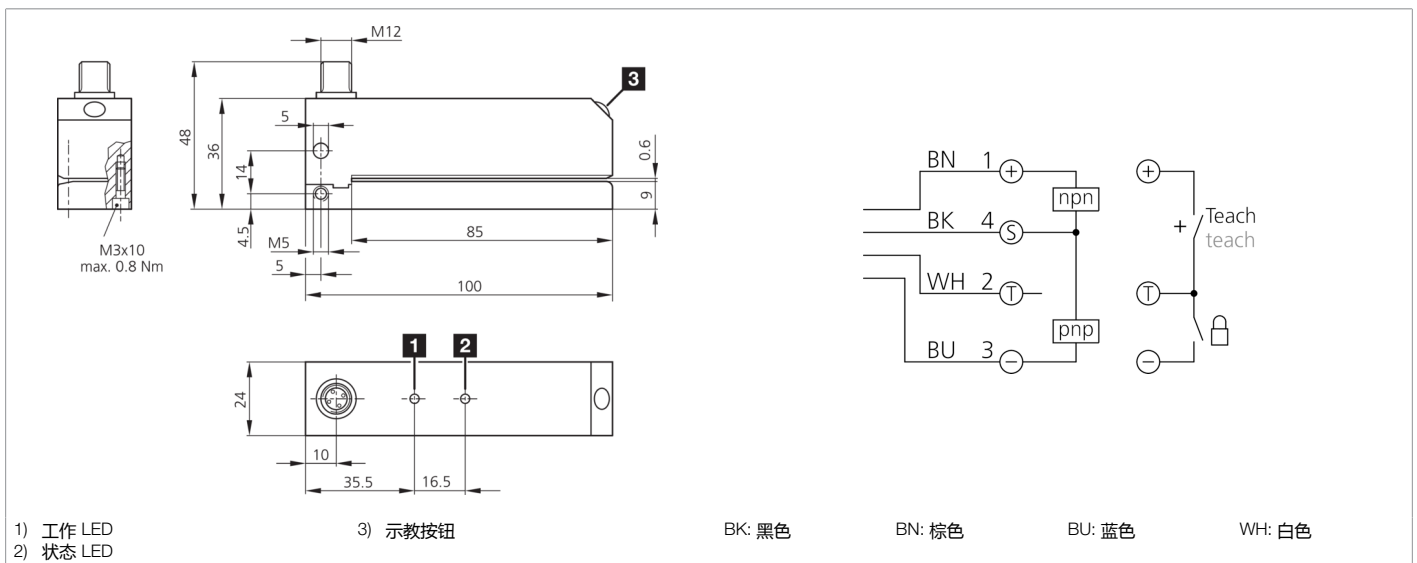 M12
3
48
36
5
14
4.5
M5
5
0.6
9
85
100
M3x10
max. 0.8 Nm
1
2
24
10
35.5
16.5
BN 1 +
npn
BK 4 S
WH 2 T
pnp
BU 3 −
+
+ Teach
teach
T
−
1) 工作 LED
2) 状态 LED
3) 示教按钮
BK: 黑色
BN: 棕色
BU: 蓝色
WH: 白色